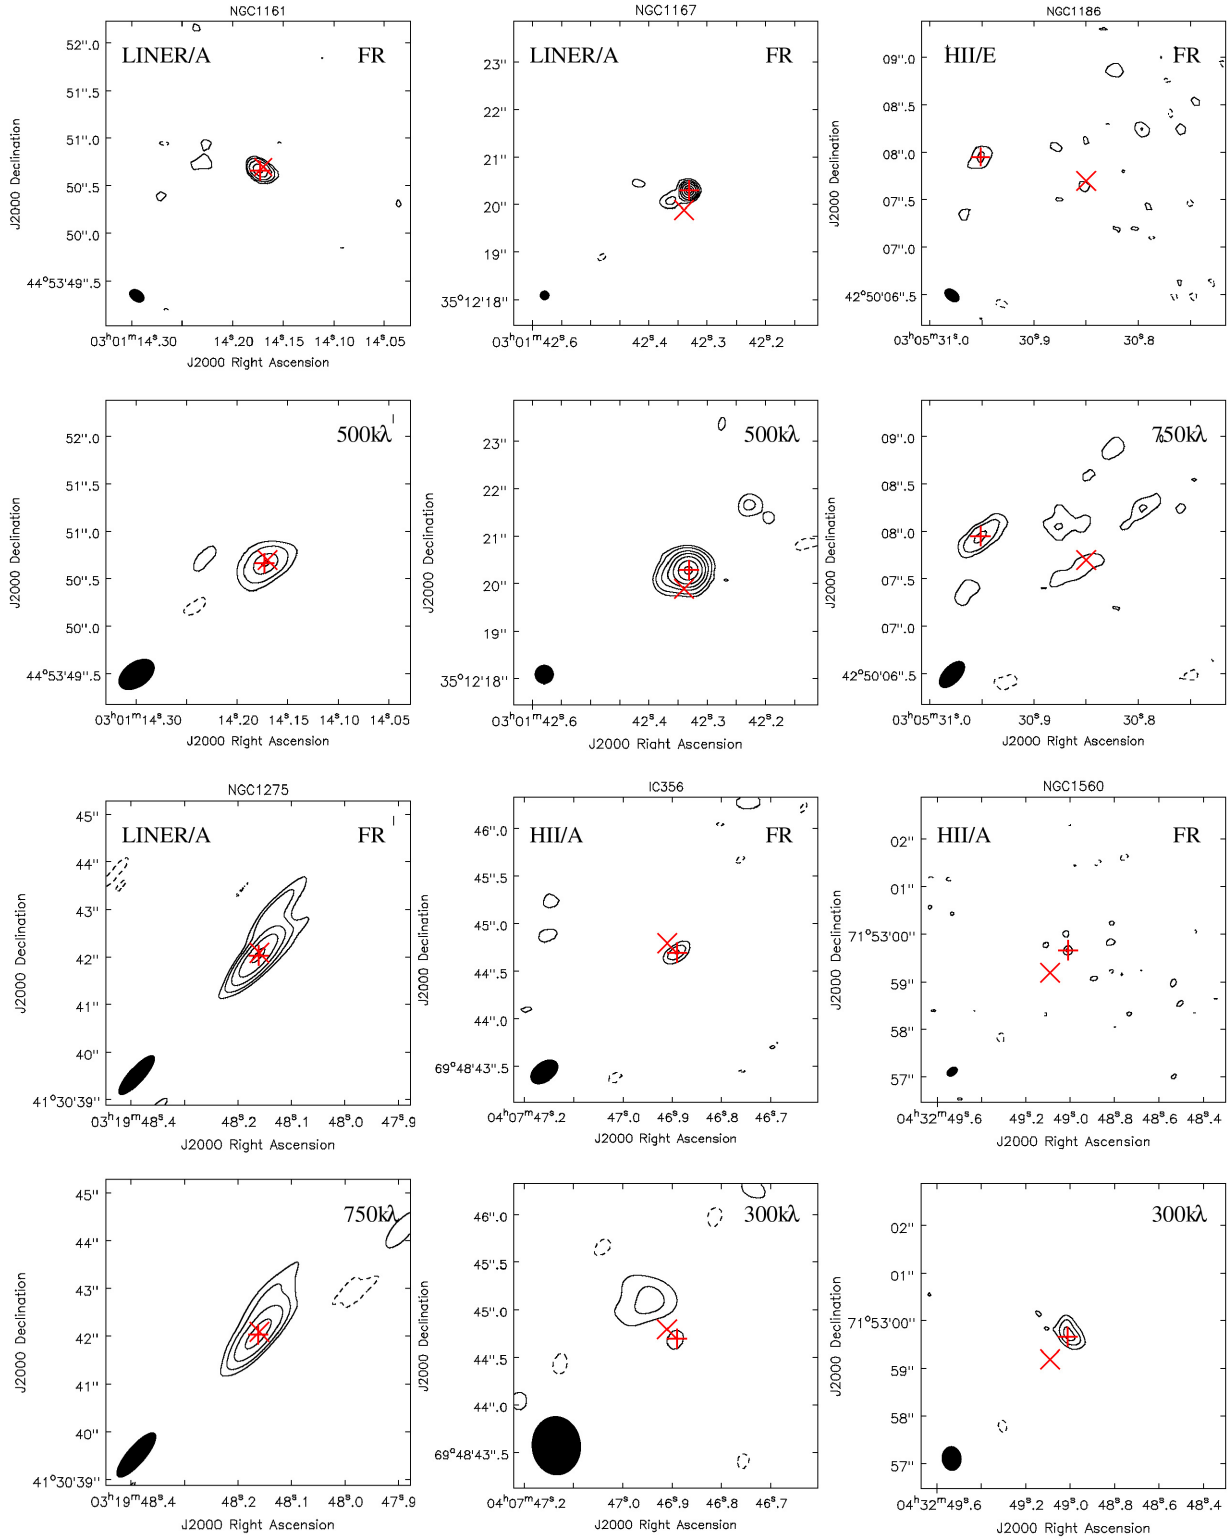 NGC1161
LINER/A FR
52".0
51".5
51".0
50".5
50".0
44°53'49".5
J2000 Declination
03ʰ01ᵐ14ˢ.30 14ˢ.20 14ˢ.15 14ˢ.10 14ˢ.05
J2000 Right Ascension
NGC1167
LINER/A FR
23"
22"
21"
20"
19"
35°12'18"
J2000 Declination
03ʰ01ᵐ42ˢ.6 42ˢ.4 42ˢ.3 42ˢ.2
J2000 Right Ascension
NGC1186
HII/E FR
09".0
08".5
08".0
07".5
07".0
42°50'06".5
J2000 Declination
03ʰ05ᵐ31ˢ.0 30ˢ.9 30ˢ.8
J2000 Right Ascension
500kλ
52".0
51".5
51".0
50".5
50".0
44°53'49".5
J2000 Declination
03ʰ01ᵐ14ˢ.30 14ˢ.20 14ˢ.15 14ˢ.10 14ˢ.05
J2000 Right Ascension
500kλ
23"
22"
21"
20"
19"
35°12'18"
J2000 Declination
03ʰ01ᵐ42ˢ.6 42ˢ.4 42ˢ.3 42ˢ.2
J2000 Right Ascension
750kλ
09".0
08".5
08".0
07".5
07".0
42°50'06".5
J2000 Declination
03ʰ05ᵐ31ˢ.0 30ˢ.9 30ˢ.8
J2000 Right Ascension
NGC1275
LINER/A FR
45"
44"
43"
42"
41"
40"
41°30'39"
J2000 Declination
03ʰ19ᵐ48ˢ.4 48ˢ.2 48ˢ.1 48ˢ.0 47ˢ.9
J2000 Right Ascension
IC356
HII/A FR
46".0
45".5
45".0
44".5
44".0
69°48'43".5
J2000 Declination
04ʰ07ᵐ47ˢ.2 47ˢ.0 46ˢ.9 46ˢ.8 46ˢ.7
J2000 Right Ascension
NGC1560
HII/A FR
02"
01"
71°53'00"
59"
58"
57"
J2000 Declination
04ʰ32ᵐ49ˢ.6 49ˢ.2 49ˢ.0 48ˢ.8 48ˢ.6 48ˢ.4
J2000 Right Ascension
750kλ
45"
44"
43"
42"
41"
40"
41°30'39"
J2000 Declination
03ʰ19ᵐ48ˢ.4 48ˢ.2 48ˢ.1 48ˢ.0 47ˢ.9
J2000 Right Ascension
300kλ
46".0
45".5
45".0
44".5
44".0
69°48'43".5
J2000 Declination
04ʰ07ᵐ47ˢ.2 47ˢ.0 46ˢ.9 46ˢ.8 46ˢ.7
J2000 Right Ascension
300kλ
02"
01"
71°53'00"
59"
58"
57"
J2000 Declination
04ʰ32ᵐ49ˢ.6 49ˢ.2 49ˢ.0 48ˢ.8 48ˢ.6 48ˢ.4
J2000 Right Ascension